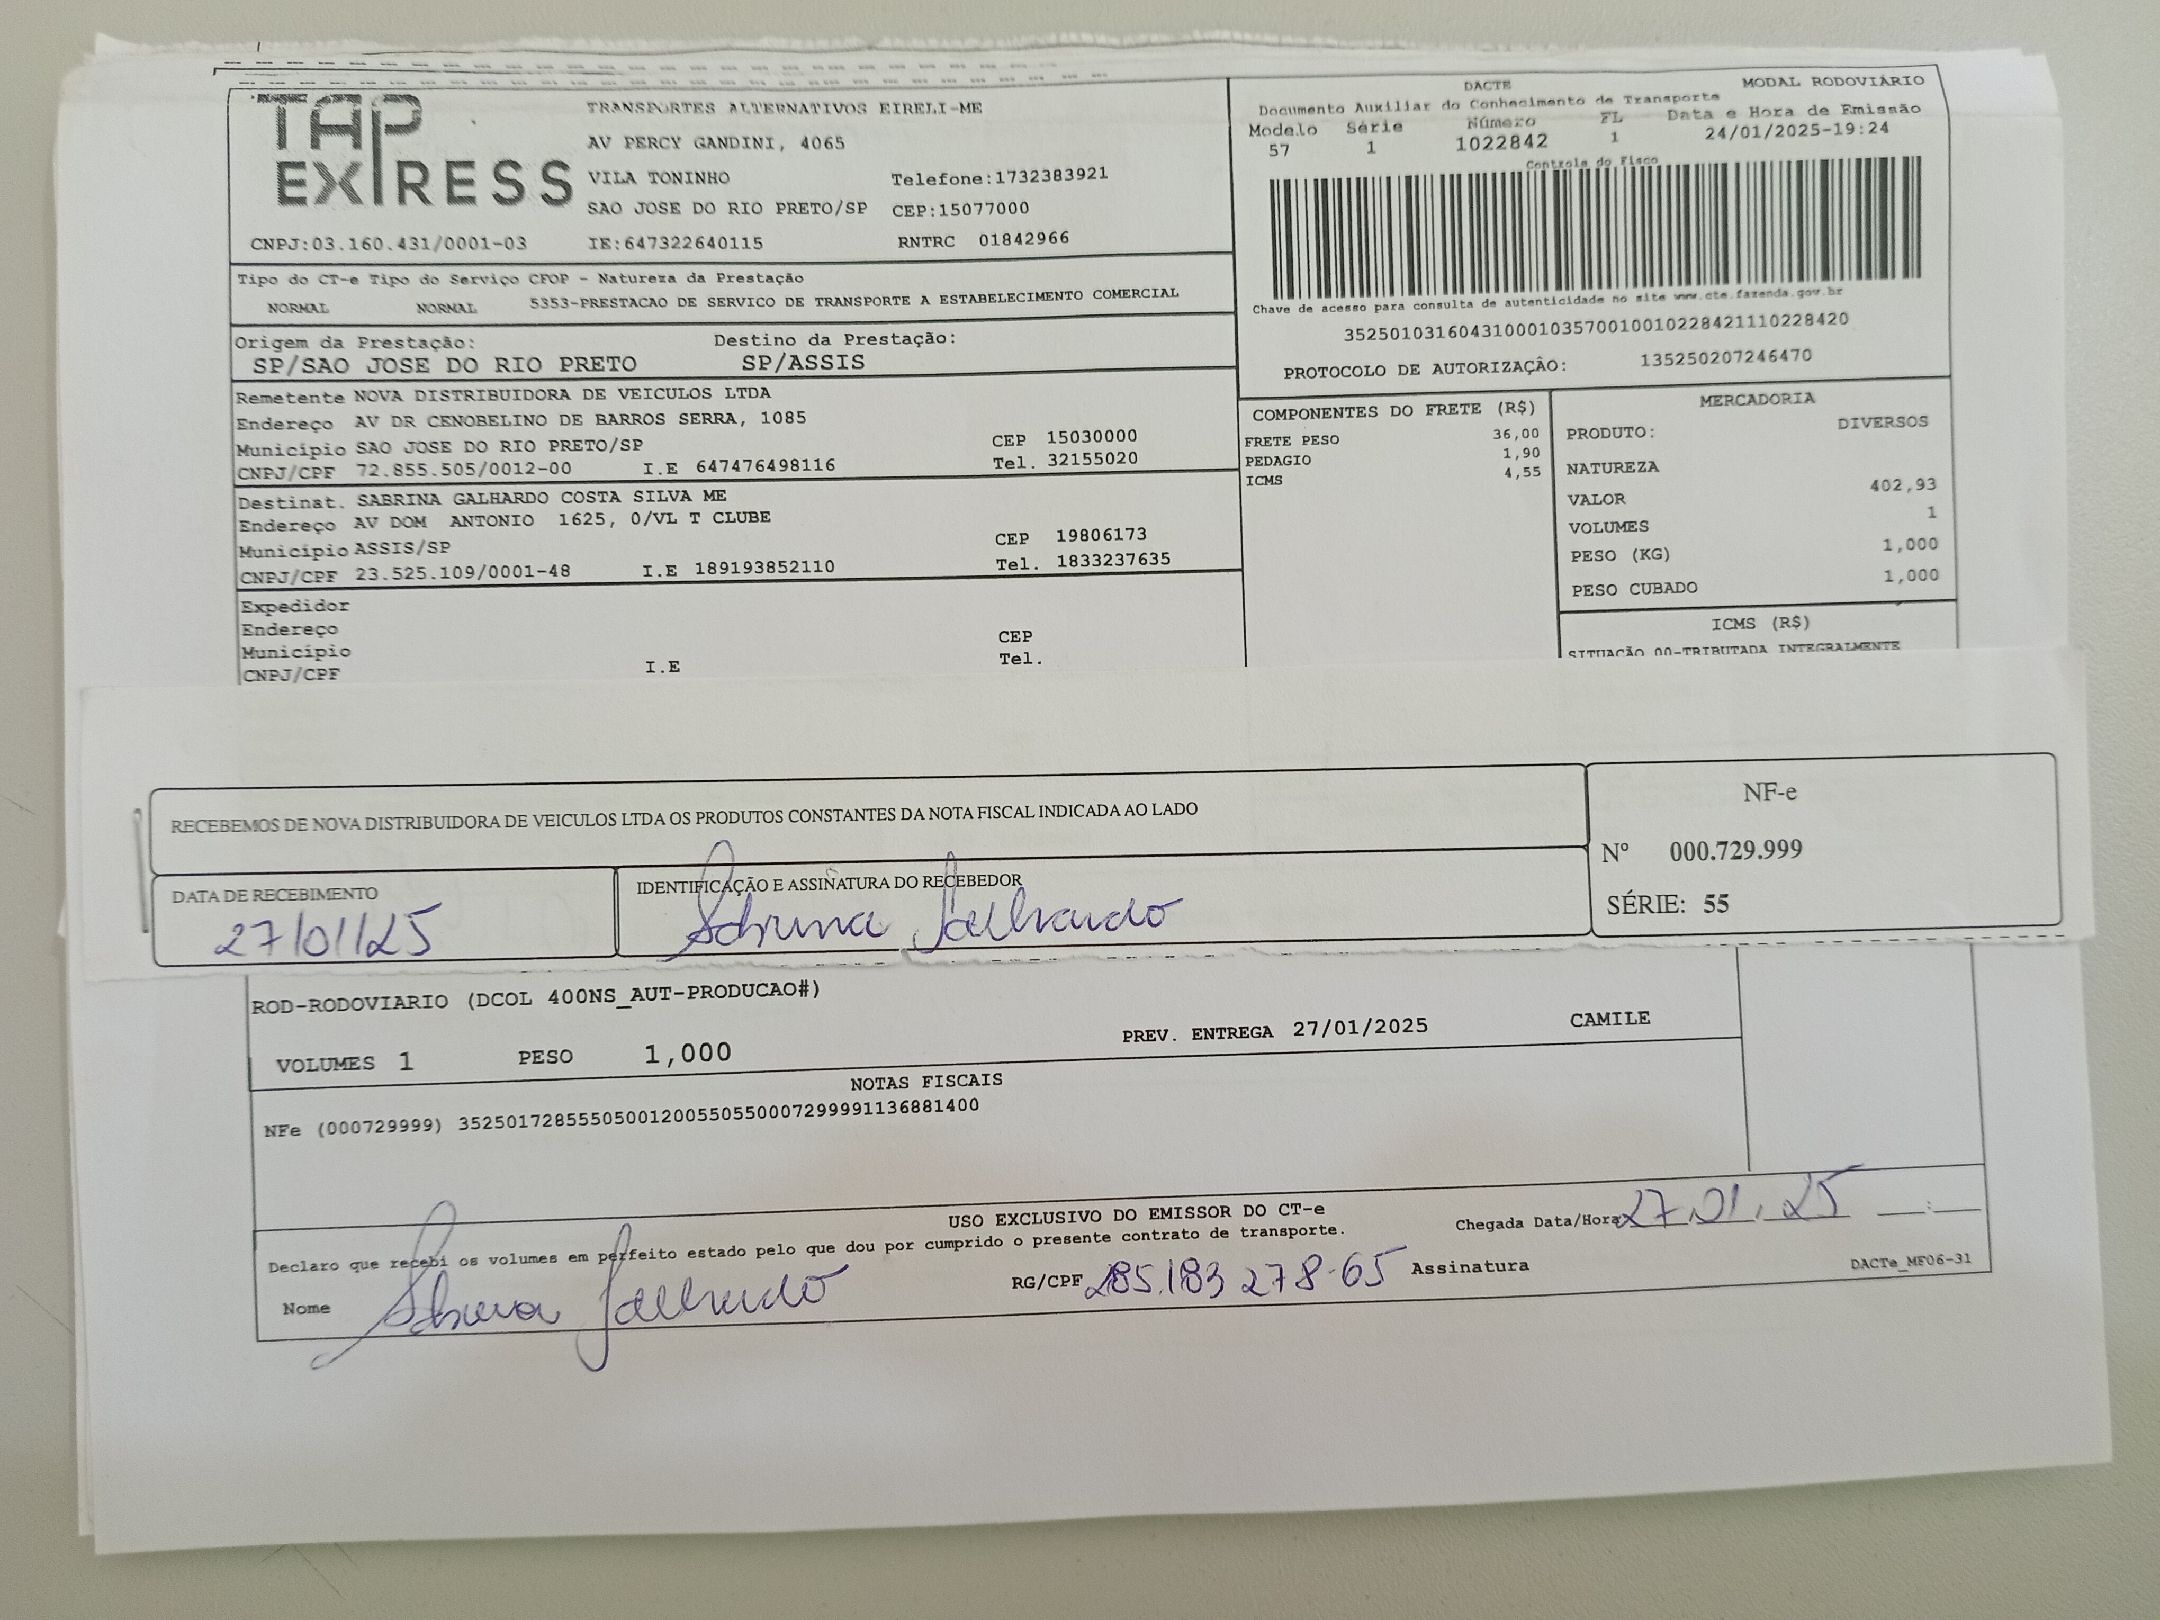 TAP EXPRESS
TRANSPORTES ALTERNATIVOS EIRELI-ME
AV PERCY GANDINI, 4065
VILA TONINHO Telefone:1732383921
SAO JOSE DO RIO PRETO/SP CEP:15077000
CNPJ:03.160.431/0001-03 IE:647322640115 RNTRC 01842966
DACTE MODAL RODOVIÁRIO
Documento Auxiliar do Conhecimento de Transporte
Modelo Série Número FL Data e Hora de Emissão
57 1 1022842 1 24/01/2025-19:24
Controle do Fisco
Chave de acesso para consulta de autenticidade no site www.cte.fazenda.gov.br
35250103160431000103570010010228421110228420
PROTOCOLO DE AUTORIZAÇÃO: 135250207246470
Tipo do CT-e Tipo do Serviço CFOP - Natureza da Prestação
NORMAL NORMAL 5353-PRESTACAO DE SERVICO DE TRANSPORTE A ESTABELECIMENTO COMERCIAL
Origem da Prestação: Destino da Prestação:
SP/SAO JOSE DO RIO PRETO SP/ASSIS
Remetente NOVA DISTRIBUIDORA DE VEICULOS LTDA
Endereço AV DR CENOBELINO DE BARROS SERRA, 1085
Município SAO JOSE DO RIO PRETO/SP CEP 15030000
CNPJ/CPF 72.855.505/0012-00 I.E 647476498116 Tel. 32155020
Destinat. SABRINA GALHARDO COSTA SILVA ME
Endereço AV DOM ANTONIO 1625, 0/VL T CLUBE
Município ASSIS/SP CEP 19806173
CNPJ/CPF 23.525.109/0001-48 I.E 189193852110 Tel. 1833237635
Expedidor
Endereço
Município CEP
CNPJ/CPF I.E Tel.
COMPONENTES DO FRETE (R$)
FRETE PESO 36,00
PEDAGIO 1,90
ICMS 4,55
MERCADORIA
PRODUTO: DIVERSOS
NATUREZA
VALOR 402,93
VOLUMES 1
PESO (KG) 1,000
PESO CUBADO 1,000
ICMS (R$)
SITUAÇÃO 00-TRIBUTADA INTEGRALMENTE
RECEBEMOS DE NOVA DISTRIBUIDORA DE VEICULOS LTDA OS PRODUTOS CONSTANTES DA NOTA FISCAL INDICADA AO LADO
DATA DE RECEBIMENTO IDENTIFICAÇÃO E ASSINATURA DO RECEBEDOR
27/01/25 Sabrina Galhardo
NF-e
Nº 000.729.999
SÉRIE: 55
ROD-RODOVIARIO (DCOL 400NS_AUT-PRODUCAO#)
VOLUMES 1 PESO 1,000 PREV. ENTREGA 27/01/2025 CAMILE
NOTAS FISCAIS
NFe (000729999) 35250172855505001200550550007299991136881400
USO EXCLUSIVO DO EMISSOR DO CT-e
Declaro que recebi os volumes em perfeito estado pelo que dou por cumprido o presente contrato de transporte.
Chegada Data/Hora 27.01.25 __:__
Nome Sabrina Galhardo RG/CPF 285.183 278-65 Assinatura
DACTe_MF06-31